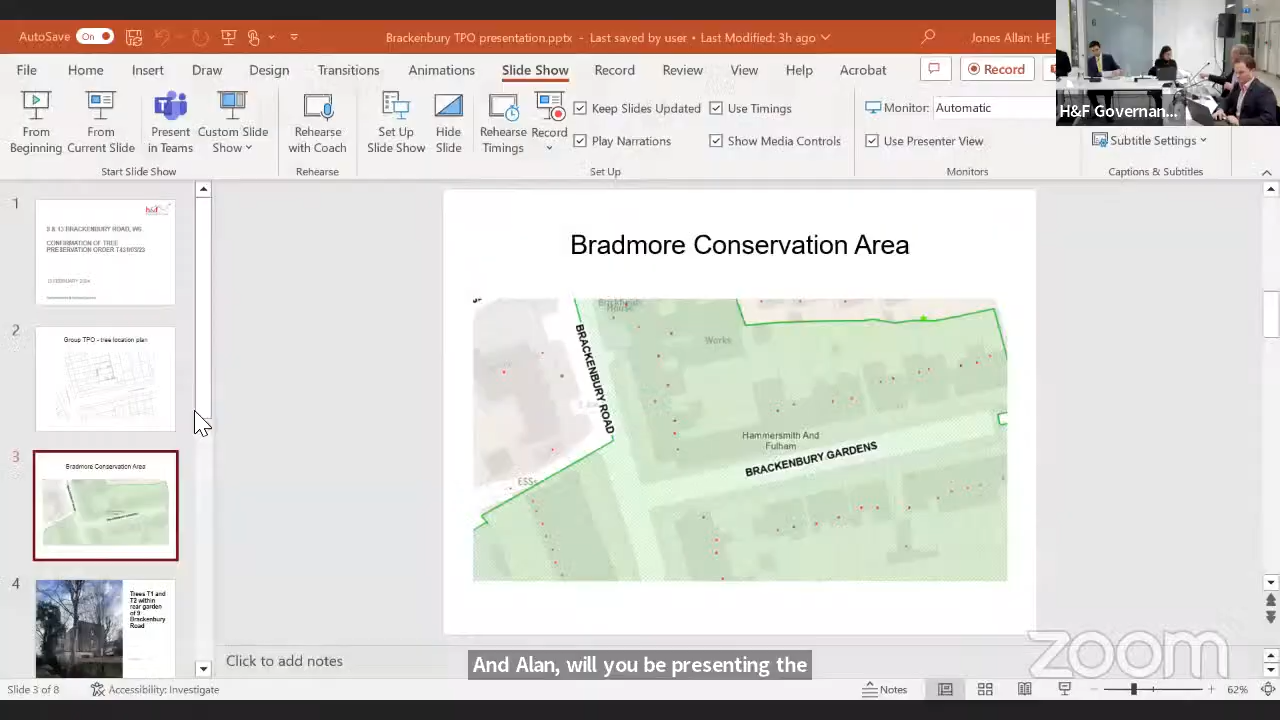 AutoSave On
Brackenbury TPO presentation.pptx - Last saved by user • Last Modified: 3h ago
Jones Allan: HF
File Home Insert Draw Design Transitions Animations Slide Show Record Review View Help Acrobat
Record
H&F Governan...
From Beginning
From Current Slide
Present in Teams
Custom Slide Show
Rehearse with Coach
Set Up Slide Show
Hide Slide
Rehearse Timings
Record
Keep Slides Updated
Use Timings
Play Narrations
Show Media Controls
Monitor: Automatic
Use Presenter View
Subtitle Settings
Start Slide Show
Rehearse
Set Up
Monitors
Captions & Subtitles
1
h&f
CONFIRMATION OF TREE
2
Group TPO - tree location plan
3
Bradmore Conservation Area
4
Trees T1 and
T2 within
rear garden
of 9
Brackenbury
Road
Bradmore Conservation Area
Works
BRACKENBURY ROAD
Hammersmith And
Fulham
BRACKENBURY GARDENS
ESSs
Click to add notes
And Alan, will you be presenting the
zoom
Slide 3 of 8
Accessibility: Investigate
Notes
62%